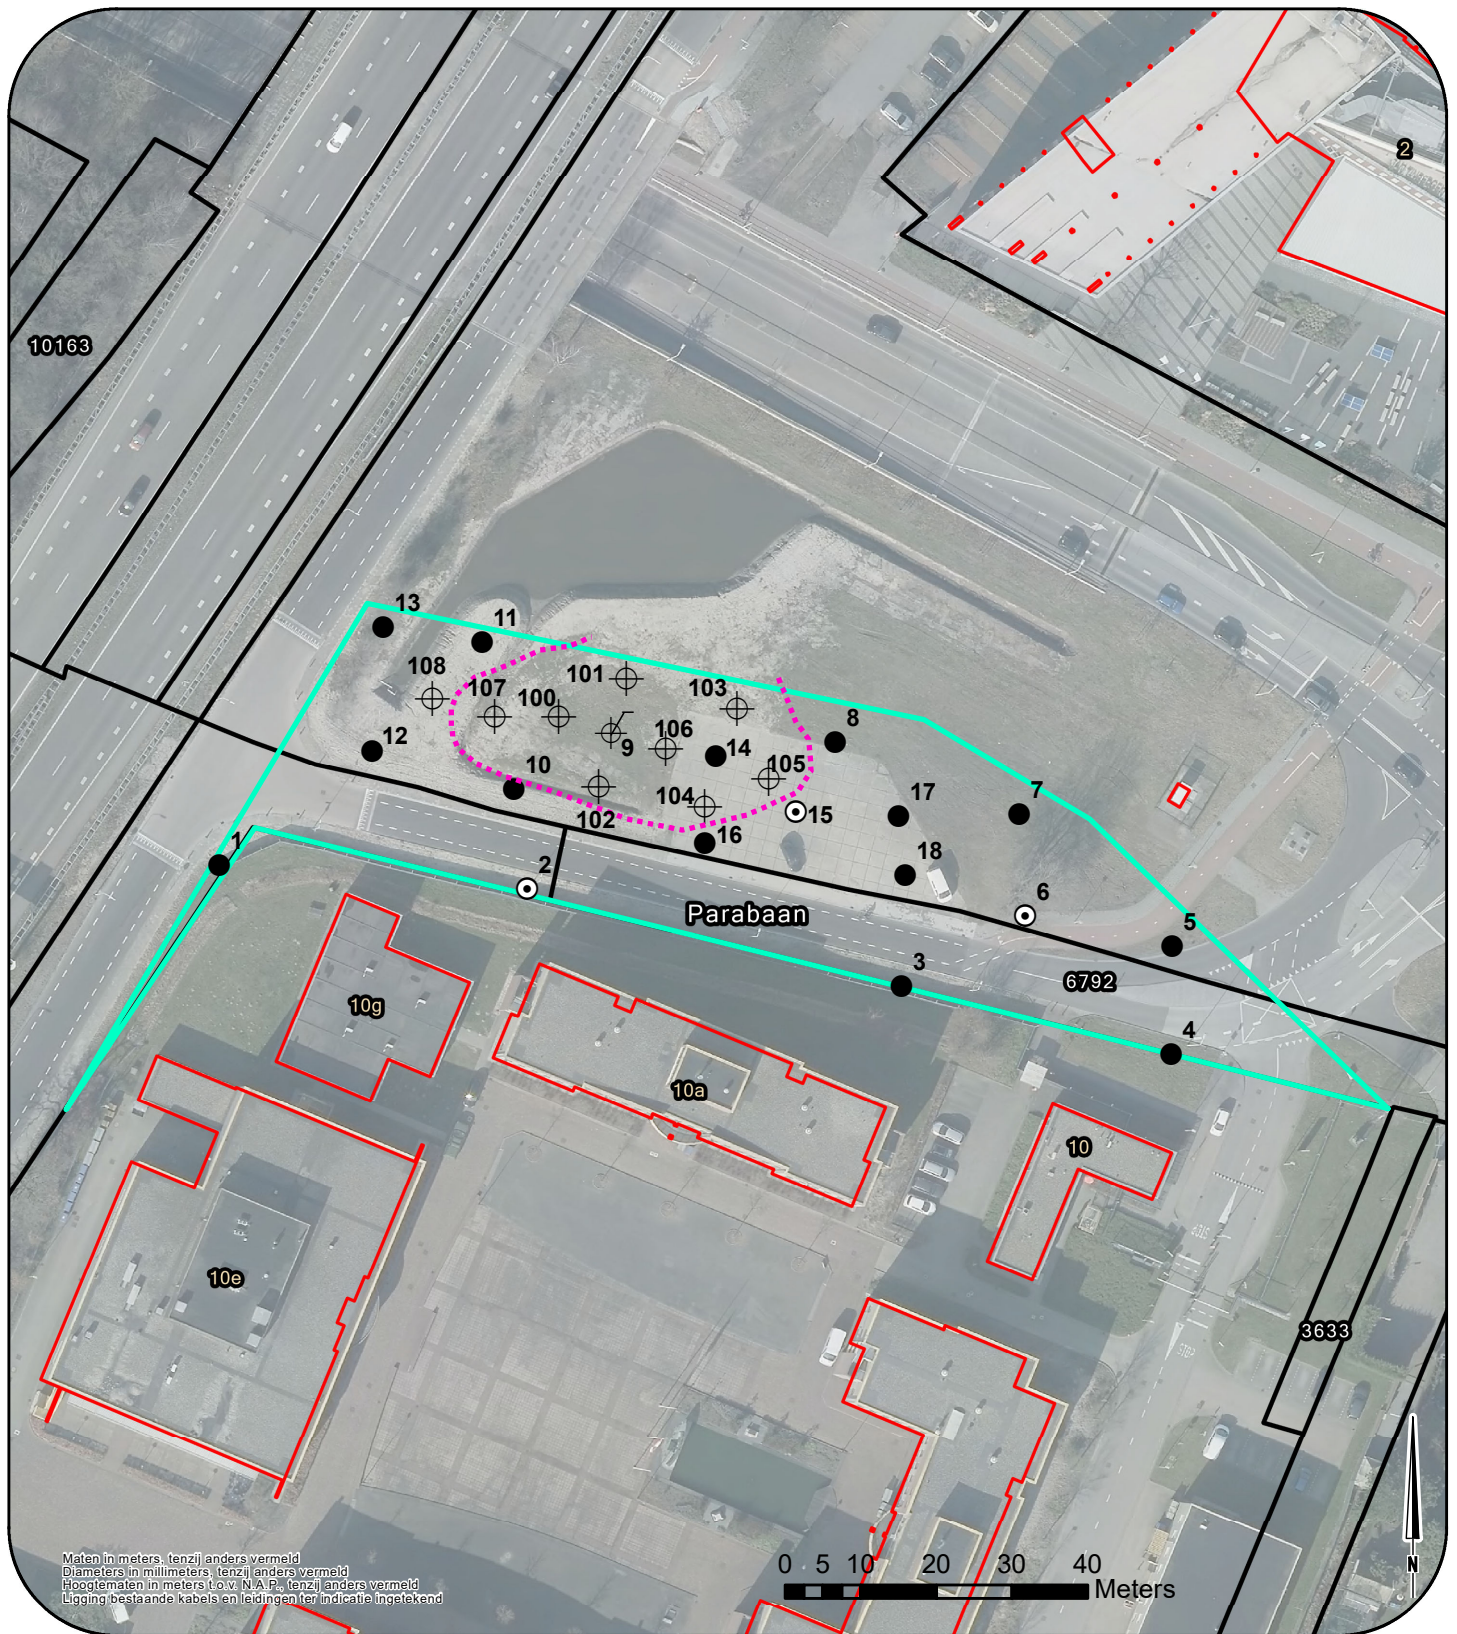 2
10163
13
11
108
107
100
101
103
8
12
9
106
14
105
10
102
104
15
16
17
7
18
1
2
6
5
Parabaan
3
6792
4
10g
10a
10
10e
3633
Maten in meters, tenzij anders vermeld
Diameters in millimeters, tenzij anders vermeld
Hoogtematen in meters t.o.v. N.A.P., tenzij anders vermeld
Ligging bestaande kabels en leidingen ter indicatie ingetekend
0 5 10 20 30 40
Meters
N